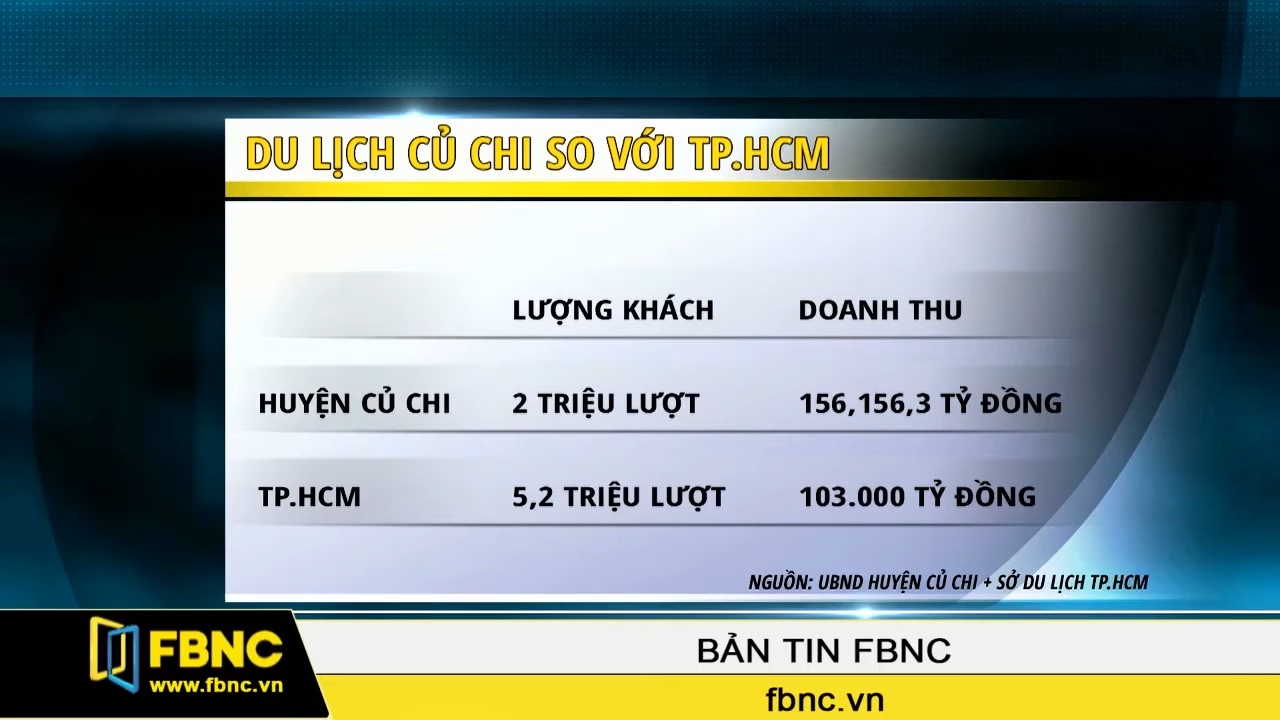 DU LỊCH CỦ CHI SO VỚI TP.HCM
LƯỢNG KHÁCH DOANH THU
HUYỆN CỦ CHI 2 TRIỆU LƯỢT 156,156,3 TỶ ĐỒNG
TP.HCM 5,2 TRIỆU LƯỢT 103.000 TỶ ĐỒNG
NGUỒN: UBND HUYỆN CỦ CHI + SỞ DU LỊCH TP.HCM
FBNC
www.fbnc.vn
BẢN TIN FBNC
fbnc.vn